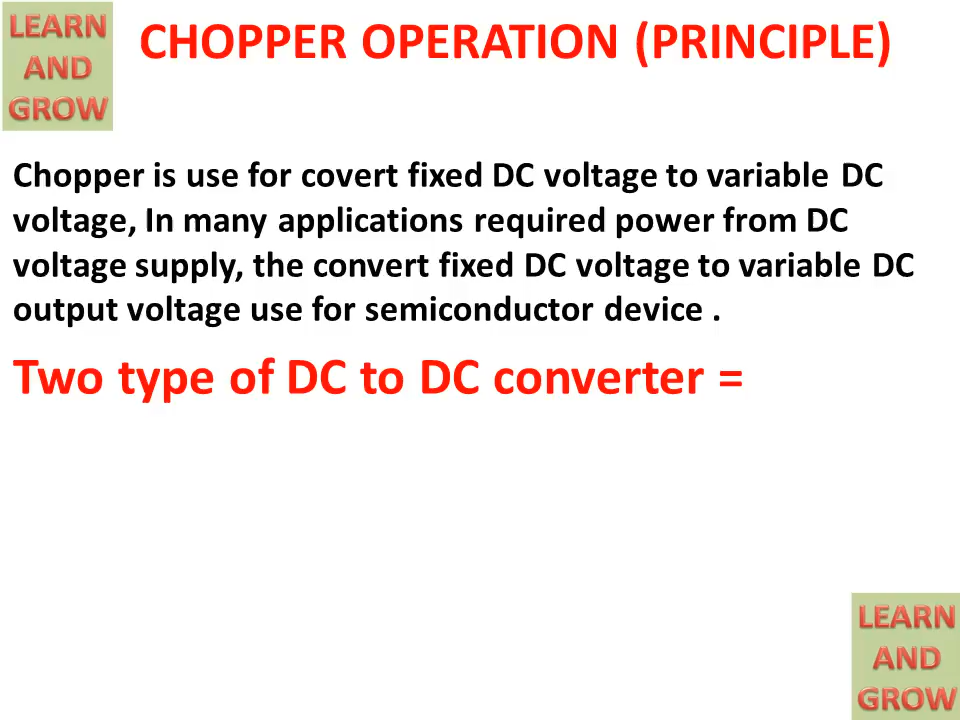 LEARN
AND
GROW
CHOPPER OPERATION (PRINCIPLE)
Chopper is use for covert fixed DC voltage to variable DC
voltage, In many applications required power from DC
voltage supply, the convert fixed DC voltage to variable DC
output voltage use for semiconductor device .
Two type of DC to DC converter =
LEARN
AND
GROW